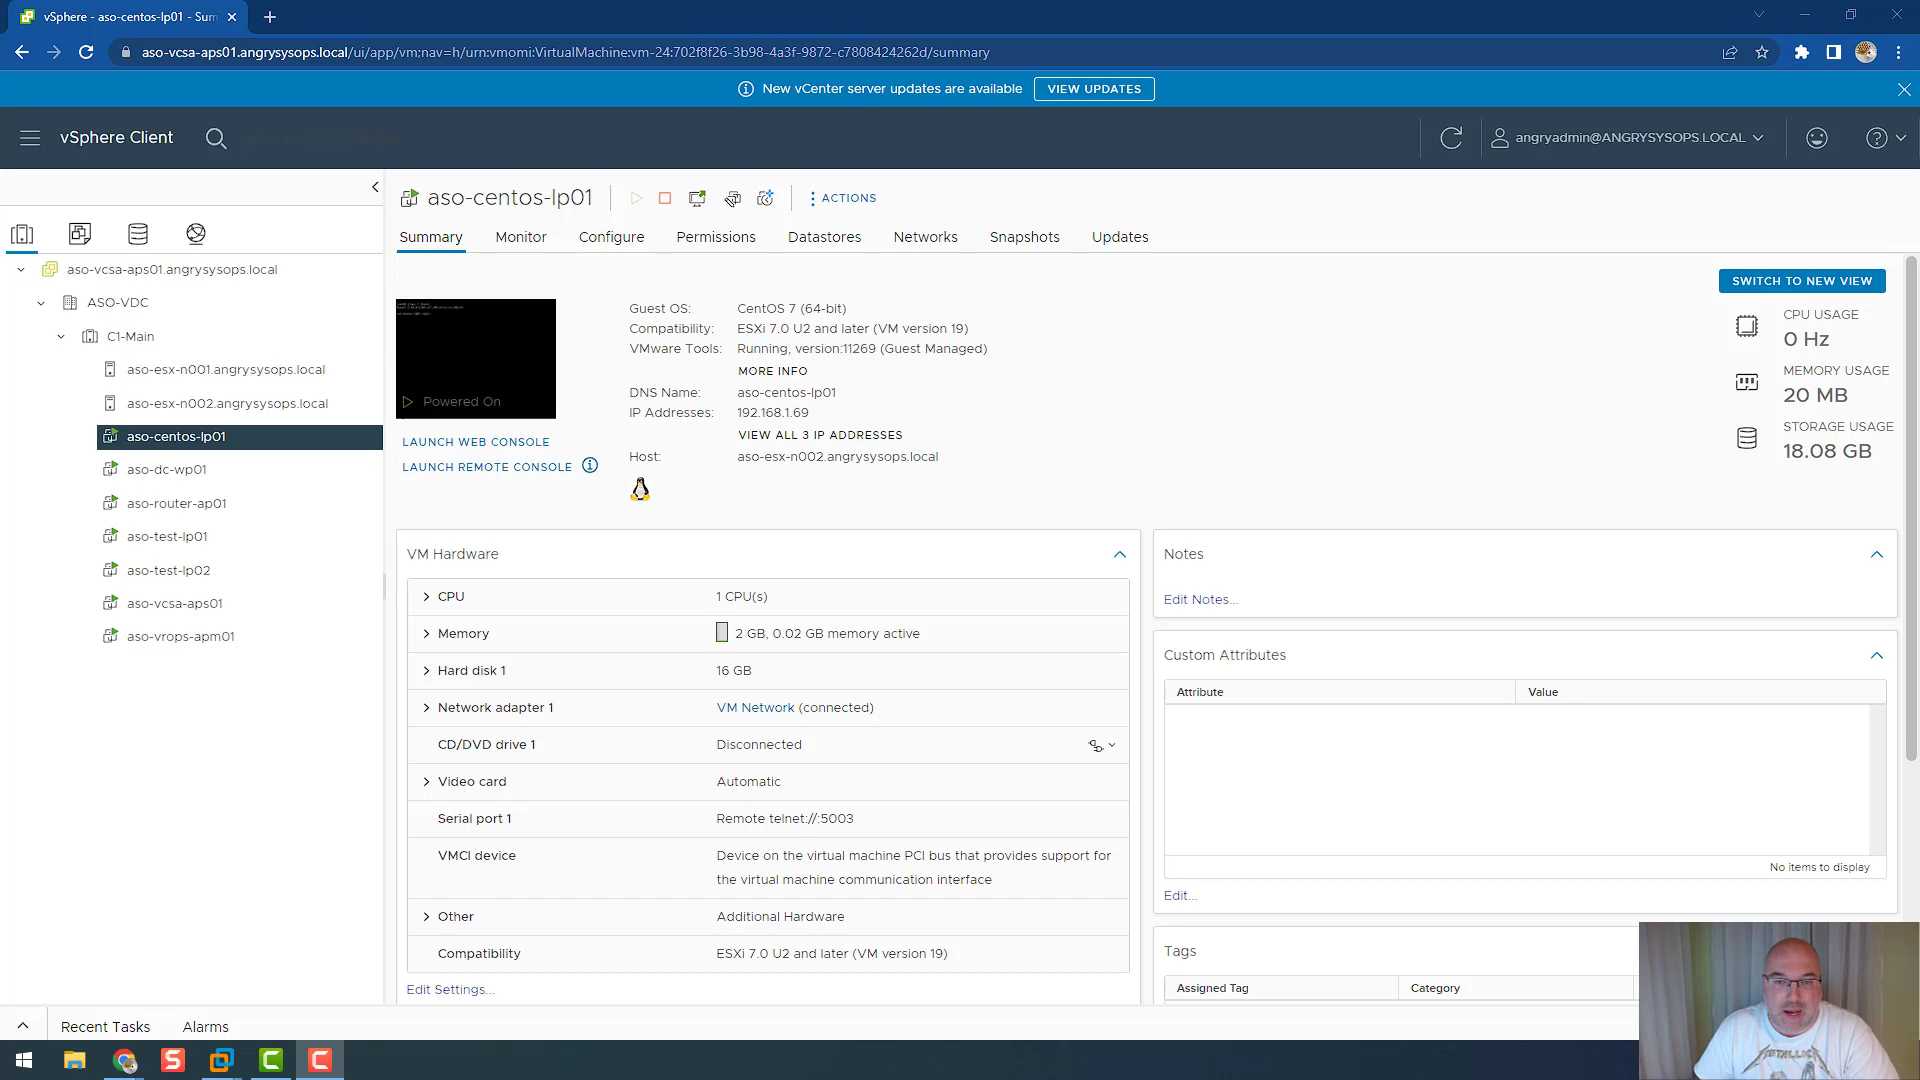 vSphere - aso-centos-lp01 - Sum
aso-vcsa-aps01.angrysysops.local/ui/app/vm;nav=h/urn:vmomi:VirtualMachine:vm-24:702f8f26-3b98-4a3f-9872-c7808424262d/summary
New vCenter server updates are available VIEW UPDATES
vSphere Client
angryadmin@ANGRYSYSOPS.LOCAL
aso-centos-lp01
ACTIONS
Summary Monitor Configure Permissions Datastores Networks Snapshots Updates
aso-vcsa-aps01.angrysysops.local
ASO-VDC
C1-Main
aso-esx-n001.angrysysops.local
aso-esx-n002.angrysysops.local
aso-centos-lp01
aso-dc-wp01
aso-router-ap01
aso-test-lp01
aso-test-lp02
aso-vcsa-aps01
aso-vrops-apm01
Powered On
LAUNCH WEB CONSOLE
LAUNCH REMOTE CONSOLE
Guest OS: CentOS 7 (64-bit)
Compatibility: ESXi 7.0 U2 and later (VM version 19)
VMware Tools: Running, version:11269 (Guest Managed)
MORE INFO
DNS Name: aso-centos-lp01
IP Addresses: 192.168.1.69
VIEW ALL 3 IP ADDRESSES
Host: aso-esx-n002.angrysysops.local
SWITCH TO NEW VIEW
CPU USAGE
0 Hz
MEMORY USAGE
20 MB
STORAGE USAGE
18.08 GB
VM Hardware
CPU 1 CPU(s)
Memory 2 GB, 0.02 GB memory active
Hard disk 1 16 GB
Network adapter 1 VM Network (connected)
CD/DVD drive 1 Disconnected
Video card Automatic
Serial port 1 Remote telnet://:5003
VMCI device Device on the virtual machine PCI bus that provides support for
the virtual machine communication interface
Other Additional Hardware
Compatibility ESXi 7.0 U2 and later (VM version 19)
Edit Settings...
Notes
Edit Notes...
Custom Attributes
Attribute Value
No items to display
Edit...
Tags
Assigned Tag Category
Recent Tasks Alarms
METALLICA